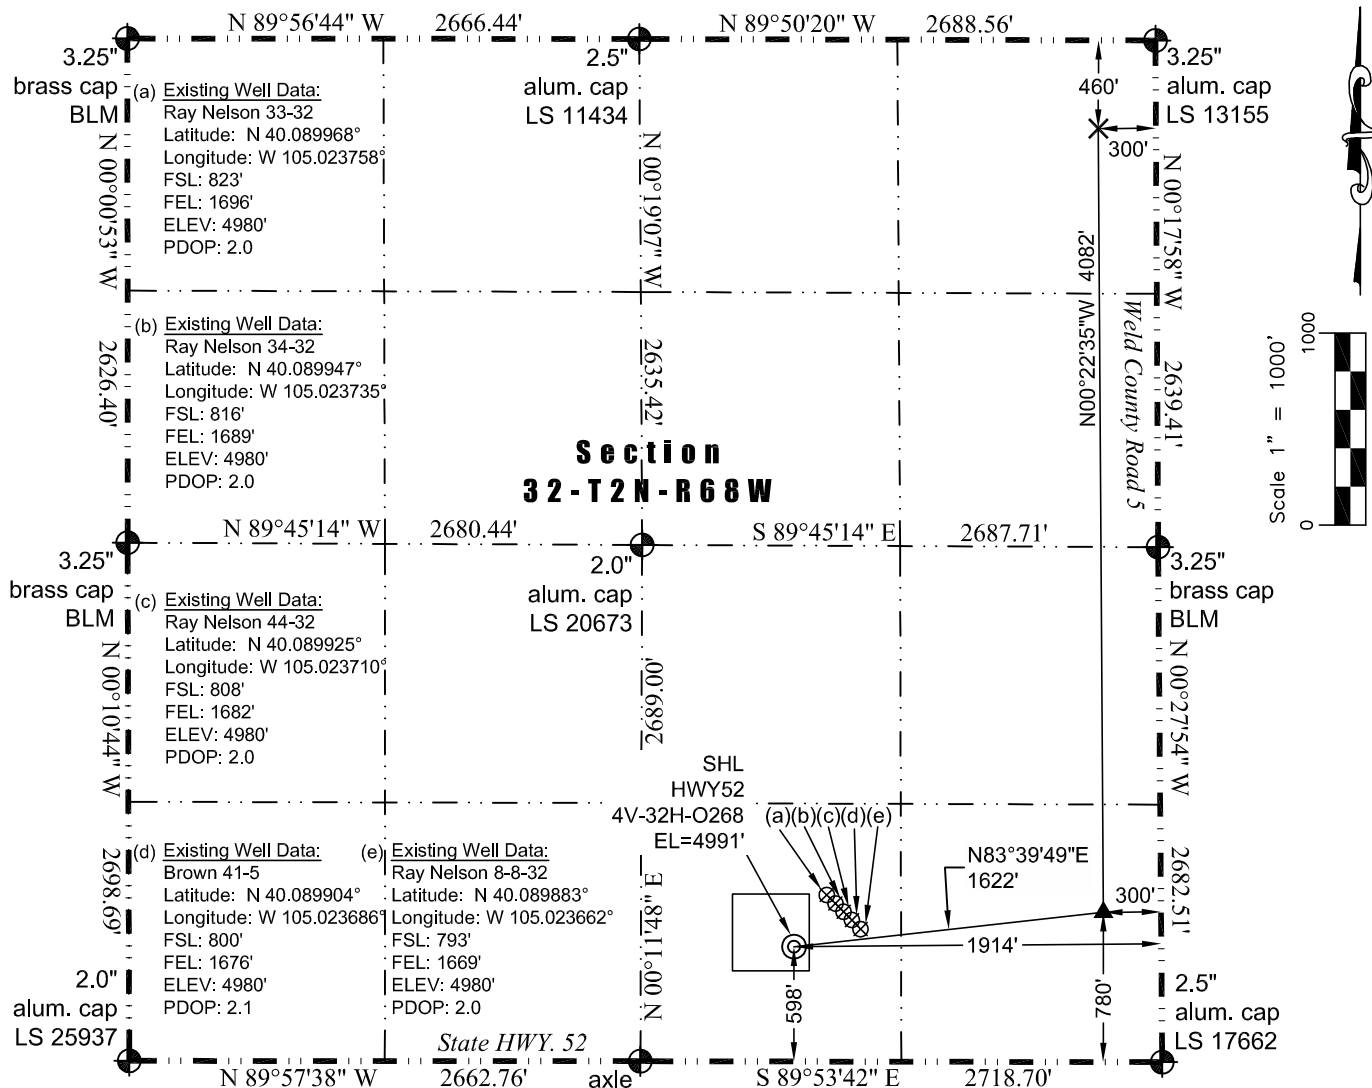 N 89°56'44" W 2666.44' N 89°50'20" W 2688.56'
3.25"
brass cap
BLM
2.5"
alum. cap
LS 11434
3.25"
alum. cap
LS 13155
460'
300'
(a) Existing Well Data:
Ray Nelson 33-32
Latitude: N 40.089968°
Longitude: W 105.023758°
FSL: 823'
FEL: 1696'
ELEV: 4980'
PDOP: 2.0
N 00°00'53" W
2626.40'
N 00°19'07" W
2635.42'
N00°22'35"W 4082'
N 00°17'58" W
2639.41'
Weld County Road 5
Scale 1" = 1000'
0
1000
(b) Existing Well Data:
Ray Nelson 34-32
Latitude: N 40.089947°
Longitude: W 105.023735°
FSL: 816'
FEL: 1689'
ELEV: 4980'
PDOP: 2.0
Section
32-T2N-R68W
N 89°45'14" W 2680.44' S 89°45'14" E 2687.71'
3.25"
brass cap
BLM
2.0"
alum. cap
LS 20673
3.25"
brass cap
BLM
(c) Existing Well Data:
Ray Nelson 44-32
Latitude: N 40.089925°
Longitude: W 105.023710°
FSL: 808'
FEL: 1682'
ELEV: 4980'
PDOP: 2.0
N 00°10'44" W
2698.69'
2689.00'
N 00°11'48" E
N 00°27'54" W
2682.51'
SHL
HWY52
4V-32H-O268
EL=4991'
(a)(b)(c)(d)(e)
N83°39'49"E
1622'
300'
1914'
598'
780'
(d) Existing Well Data:
Brown 41-5
Latitude: N 40.089904°
Longitude: W 105.023686°
FSL: 800'
FEL: 1676'
ELEV: 4980'
PDOP: 2.1
(e) Existing Well Data:
Ray Nelson 8-8-32
Latitude: N 40.089883°
Longitude: W 105.023662°
FSL: 793'
FEL: 1669'
ELEV: 4980'
PDOP: 2.0
2.0"
alum. cap
LS 25937
State HWY. 52
2.5"
alum. cap
LS 17662
N 89°57'38" W 2662.76' axle S 89°53'42" E 2718.70'